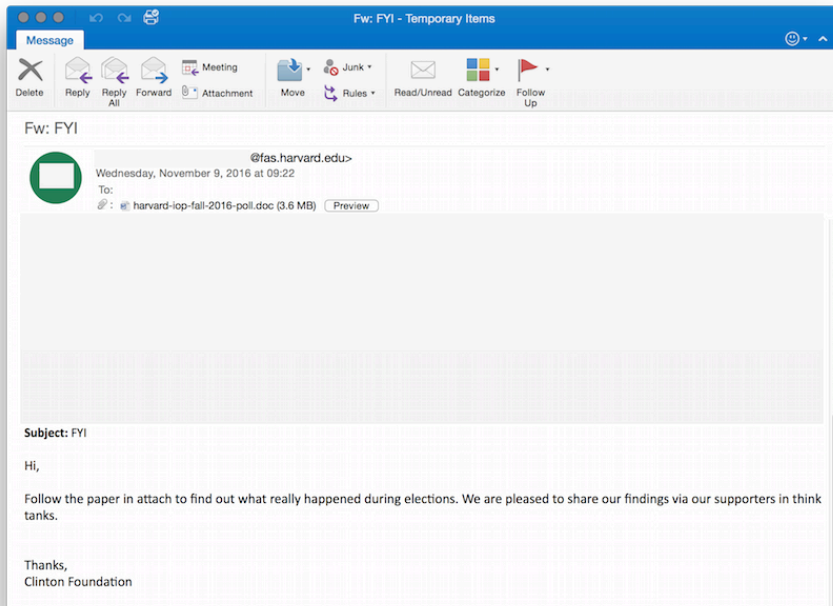 Fw: FYI - Temporary Items
Message
Delete Reply Reply All Forward Meeting Attachment Move Junk Rules Read/Unread Categorize Follow Up
Fw: FYI
@fas.harvard.edu>
Wednesday, November 9, 2016 at 09:22
To:
: harvard-iop-fall-2016-poll.doc (3.6 MB) Preview
Subject: FYI
Hi,
Follow the paper in attach to find out what really happened during elections. We are pleased to share our findings via our supporters in think
tanks.
Thanks,
Clinton Foundation